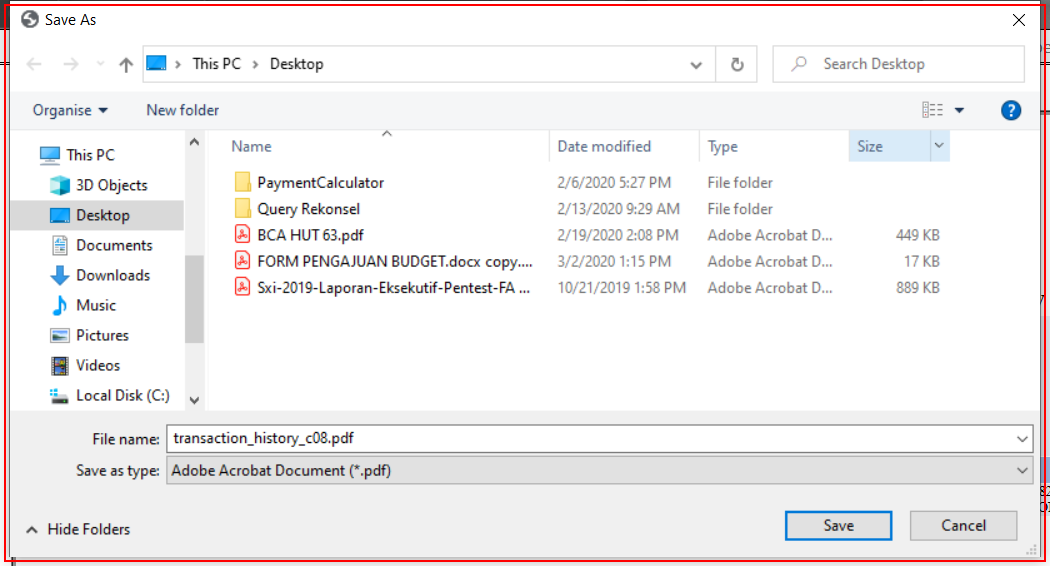 Save As
This PC > Desktop
Search Desktop
Organise
New folder
?
This PC
3D Objects
Desktop
Documents
Downloads
Music
Pictures
Videos
Local Disk (C:)
Name Date modified Type Size
PaymentCalculator 2/6/2020 5:27 PM File folder
Query Rekonsel 2/13/2020 9:29 AM File folder
BCA HUT 63.pdf 2/19/2020 2:08 PM Adobe Acrobat D... 449 KB
FORM PENGAJUAN BUDGET.docx copy.... 3/2/2020 1:15 PM Adobe Acrobat D... 17 KB
Sxi-2019-Laporan-Eksekutif-Pentest-FA ... 10/21/2019 1:58 PM Adobe Acrobat D... 889 KB
File name: transaction_history_c08.pdf
Save as type: Adobe Acrobat Document (*.pdf)
Hide Folders
Save
Cancel